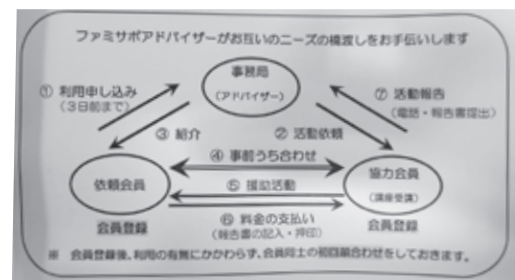 ファミサポアドバイザーがお互いのニーズの橋渡しをお手伝いします
事務局
(アドバイザー)
① 利用申し込み
(3日前まで)
⑦ 活動報告
(電話・報告書提出)
③ 紹介
② 活動依頼
④ 事前うち合わせ
依頼会員
協力会員
(講座受講)
⑤ 援助活動
⑥ 料金の支払い
(報告書の記入・押印)
会員登録
会員登録
※ 会員登録後、利用の有無にかかわらず、会員同士の初回顔合わせをしておきます。